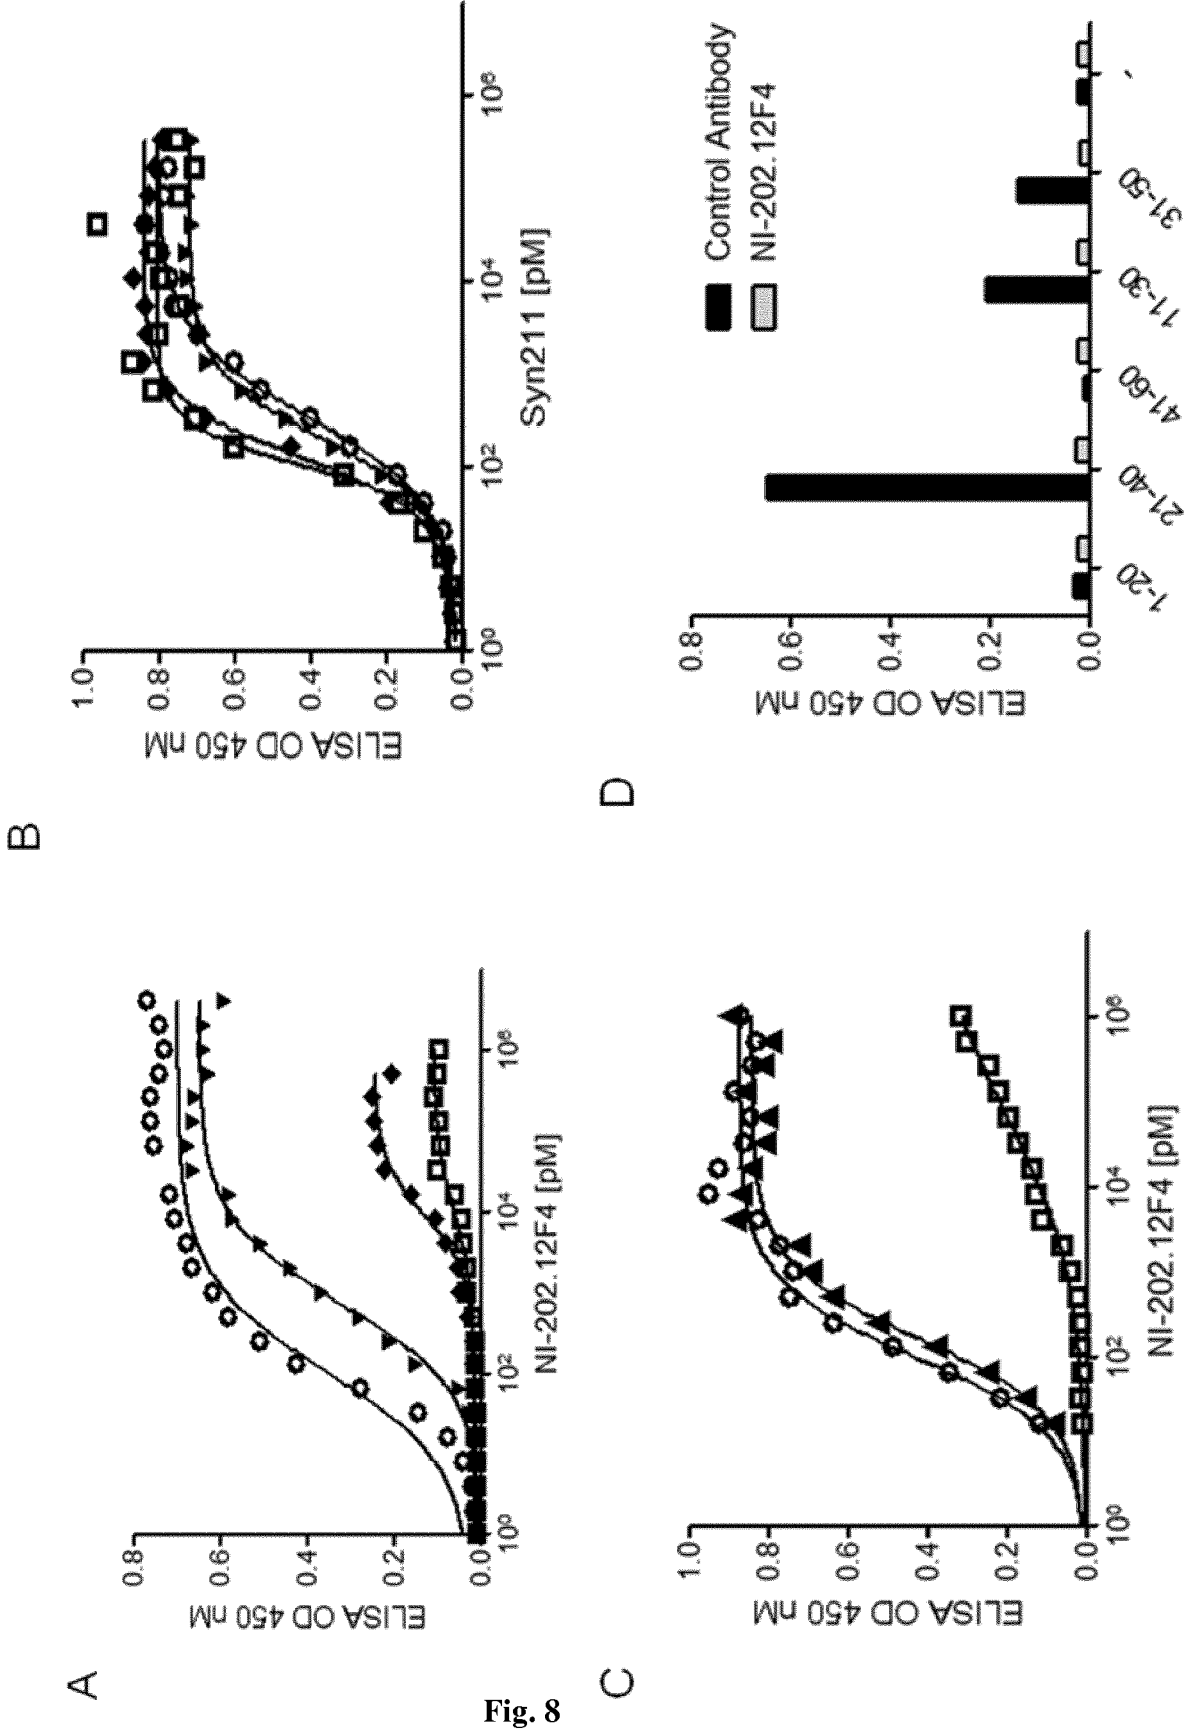 A
ELISA OD 450 nM
0.8
0.6
0.4
0.2
0.0
10⁰
10²
10⁴
10⁶
NI-202.12F4 [pM]
B
ELISA OD 450 nM
1.0
0.8
0.6
0.4
0.2
0.0
10⁰
10²
10⁴
10⁶
Syn211 [pM]
C
ELISA OD 450 nM
1.0
0.8
0.6
0.4
0.2
0.0
10⁰
10²
10⁴
10⁶
NI-202.12F4 [pM]
D
ELISA OD 450 nM
0.8
0.6
0.4
0.2
0.0
Control Antibody
NI-202.12F4
1-20
21-40
41-60
11-30
31-50
-
Fig. 8